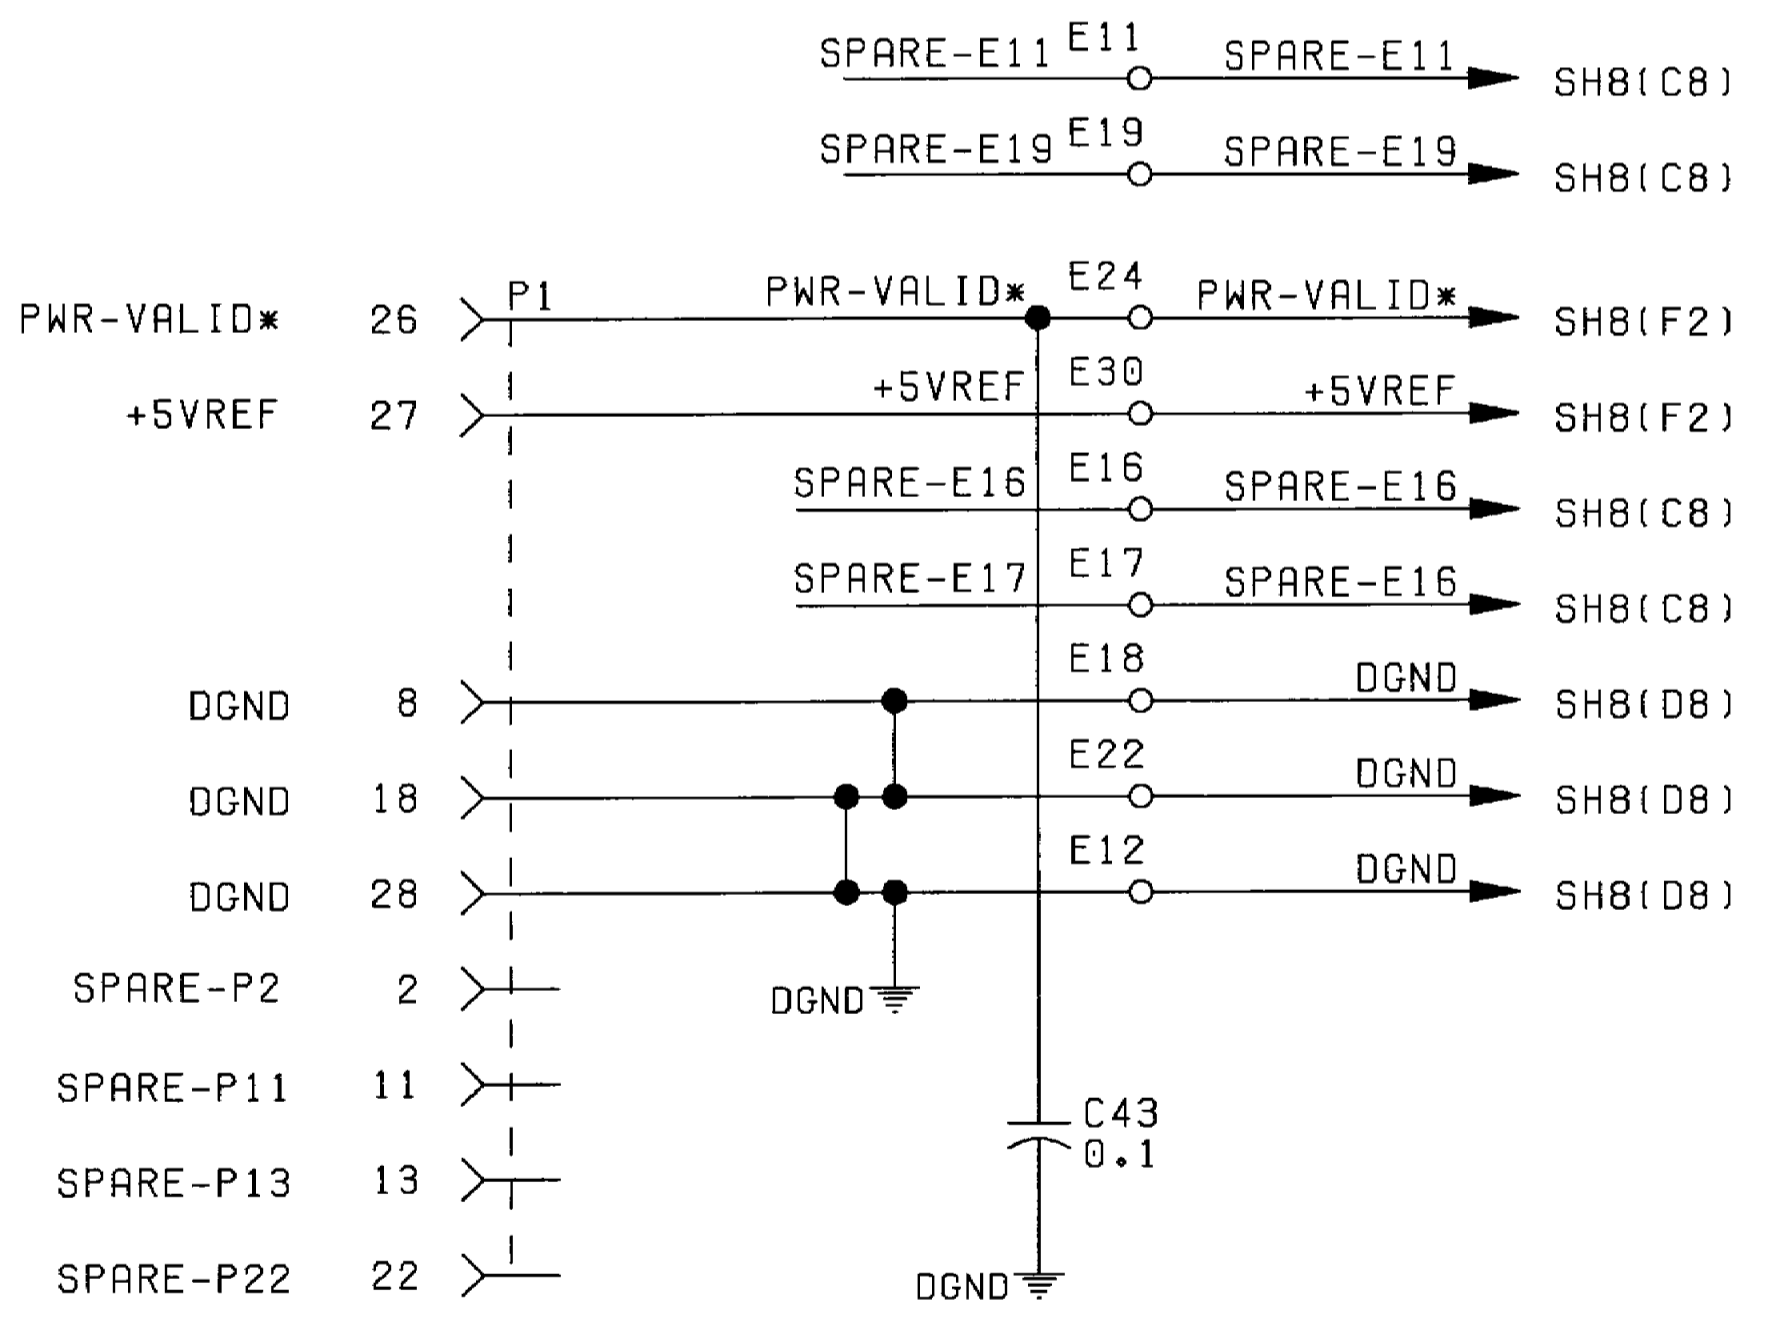 SPARE-E11 E11 SPARE-E11 SH8(C8)
SPARE-E19 E19 SPARE-E19 SH8(C8)
PWR-VALID* 26 P1 PWR-VALID* E24 PWR-VALID* SH8(F2)
+5VREF 27 +5VREF E30 +5VREF SH8(F2)
SPARE-E16 E16 SPARE-E16 SH8(C8)
SPARE-E17 E17 SPARE-E16 SH8(C8)
DGND 8 E18 DGND SH8(D8)
DGND 18 E22 DGND SH8(D8)
DGND 28 E12 DGND SH8(D8)
SPARE-P2 2 DGND
SPARE-P11 11
C43
0.1
SPARE-P13 13
SPARE-P22 22 DGND